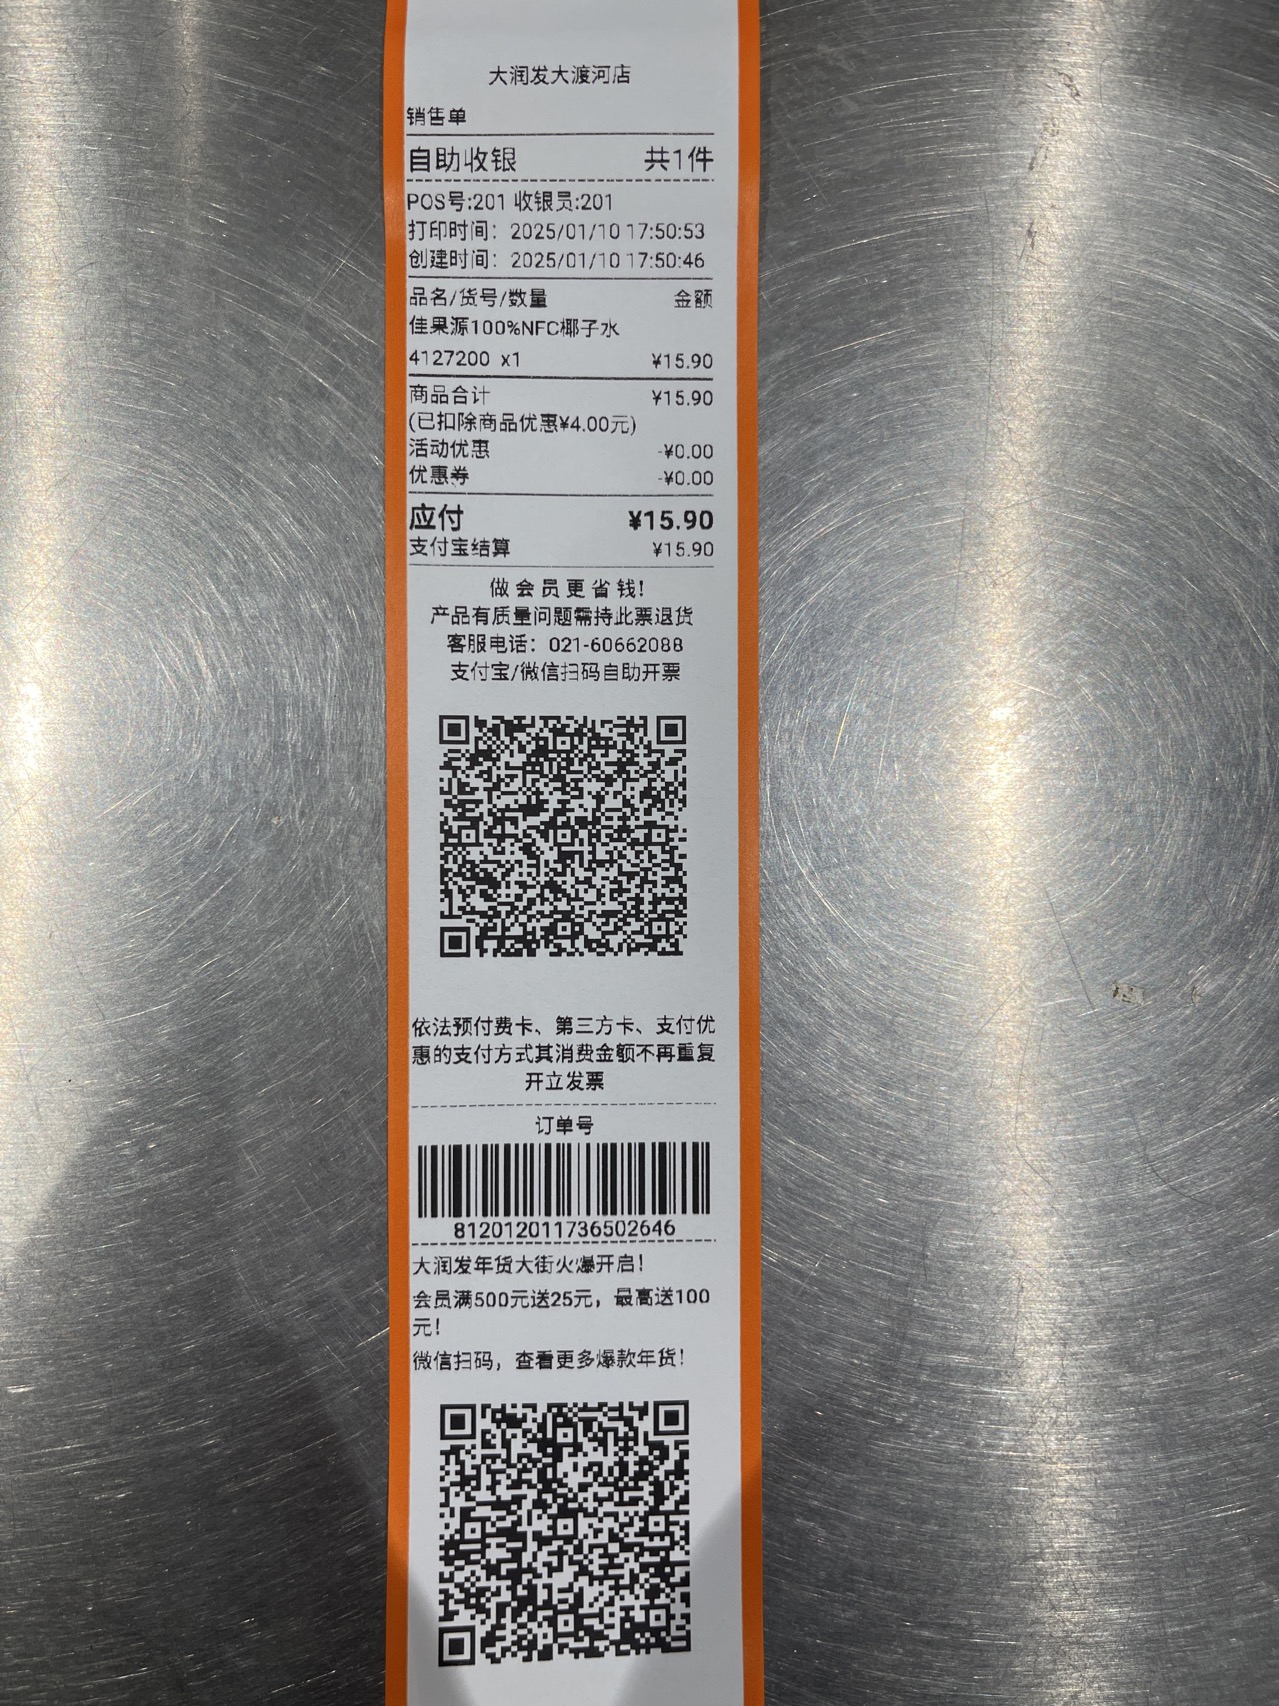 大润发大渡河店
销售单
自助收银 共1件
POS号:201 收银员:201
打印时间: 2025/01/10 17:50:53
创建时间: 2025/01/10 17:50:46
品名/货号/数量 金额
佳果源100%NFC椰子水
4127200 x1 ¥15.90
商品合计 ¥15.90
(已扣除商品优惠¥4.00元)
活动优惠 -¥0.00
优惠券 -¥0.00
应付 ¥15.90
支付宝结算 ¥15.90
做会员更省钱!
产品有质量问题需持此票退货
客服电话: 021-60662088
支付宝/微信扫码自助开票
依法预付费卡、第三方卡、支付优
惠的支付方式其消费金额不再重复
开立发票
订单号
812012011736502646
大润发年货大街火爆开启!
会员满500元送25元，最高送100
元!
微信扫码，查看更多爆款年货!